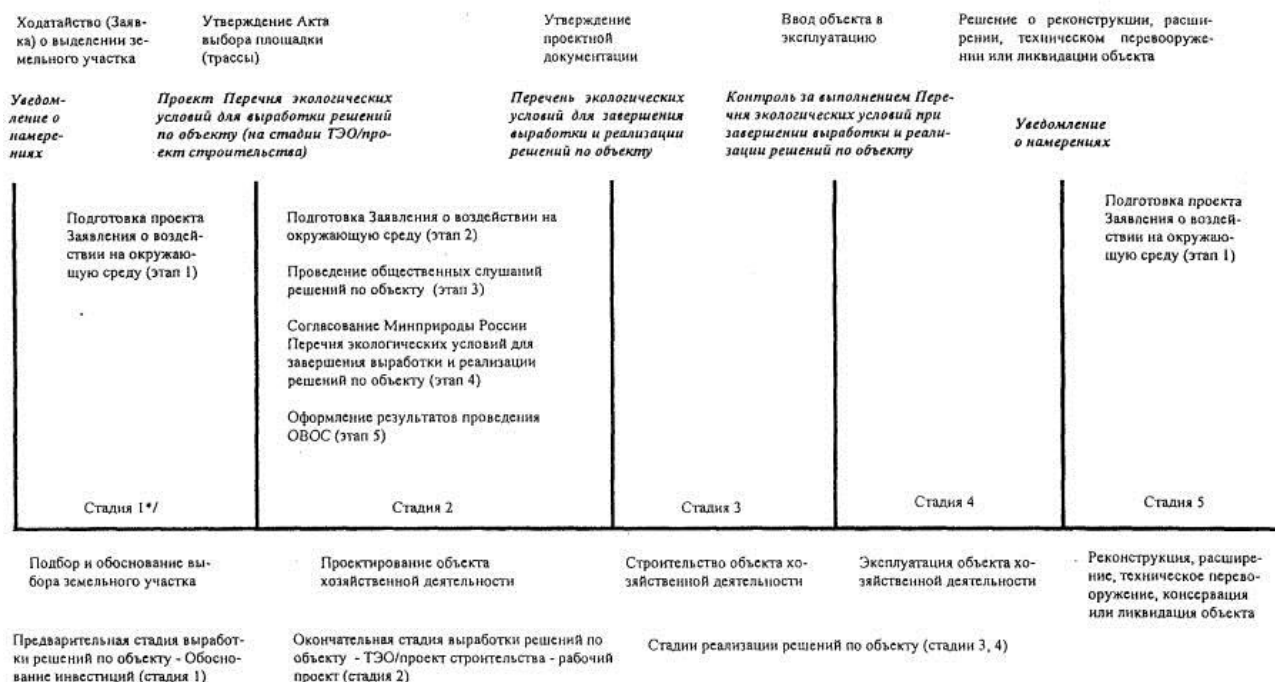 Ходатайство (Заяв-
ка) о выделении зе-
мельного участка
Утверждение Акта
выбора площадки
(трассы)
Утверждение
проектной
документации
Ввод объекта в
эксплуатацию
Решение о реконструкции, расши-
рении, техническом перевооруже-
нии или ликвидации объекта
Уведом-
ление о
намере-
ниях
Проект Перечня экологических
условий для выработки решений
по объекту (на стадии ТЭО/про-
ект строительства)
Перечень экологических
условий для завершения
выработки и реализации
решений по объекту
Контроль за выполнением Пере-
чня экологических условий при
завершении выработки и реали-
зации решений по объекту
Уведомление
о намерениях
Подготовка проекта
Заявления о воздей-
ствии на окружаю-
щую среду (этап 1)
Подготовка Заявления о воздействии на
окружающую среду (этап 2)
Проведение общественных слушаний
решений по объекту (этап 3)
Согласование Минприроды России
Перечня экологических условий для
завершения выработки и реализации
решений по объекту (этап 4)
Оформление результатов проведения
ОВОС (этап 5)
Подготовка проекта
Заявления о воздей-
ствии на окружаю-
щую среду (этап 1)
Стадия 1*/
Стадия 2
Стадия 3
Стадия 4
Стадия 5
Подбор и обоснование вы-
бора земельного участка
Проектирование объекта
хозяйственной деятельности
Строительство объекта хо-
зяйственной деятельности
Эксплуатация объекта хо-
зяйственной деятельности
Реконструкция, расшире-
ние, техническое перево-
оружение, консервация
или ликвидация объекта
Предварительная стадия выработ-
ки решений по объекту - Обосно-
вание инвестиций (стадия 1)
Окончательная стадия выработки решений по
объекту - ТЭО/проект строительства - рабочий
проект (стадия 2)
Стадии реализации решений по объекту (стадии 3, 4)